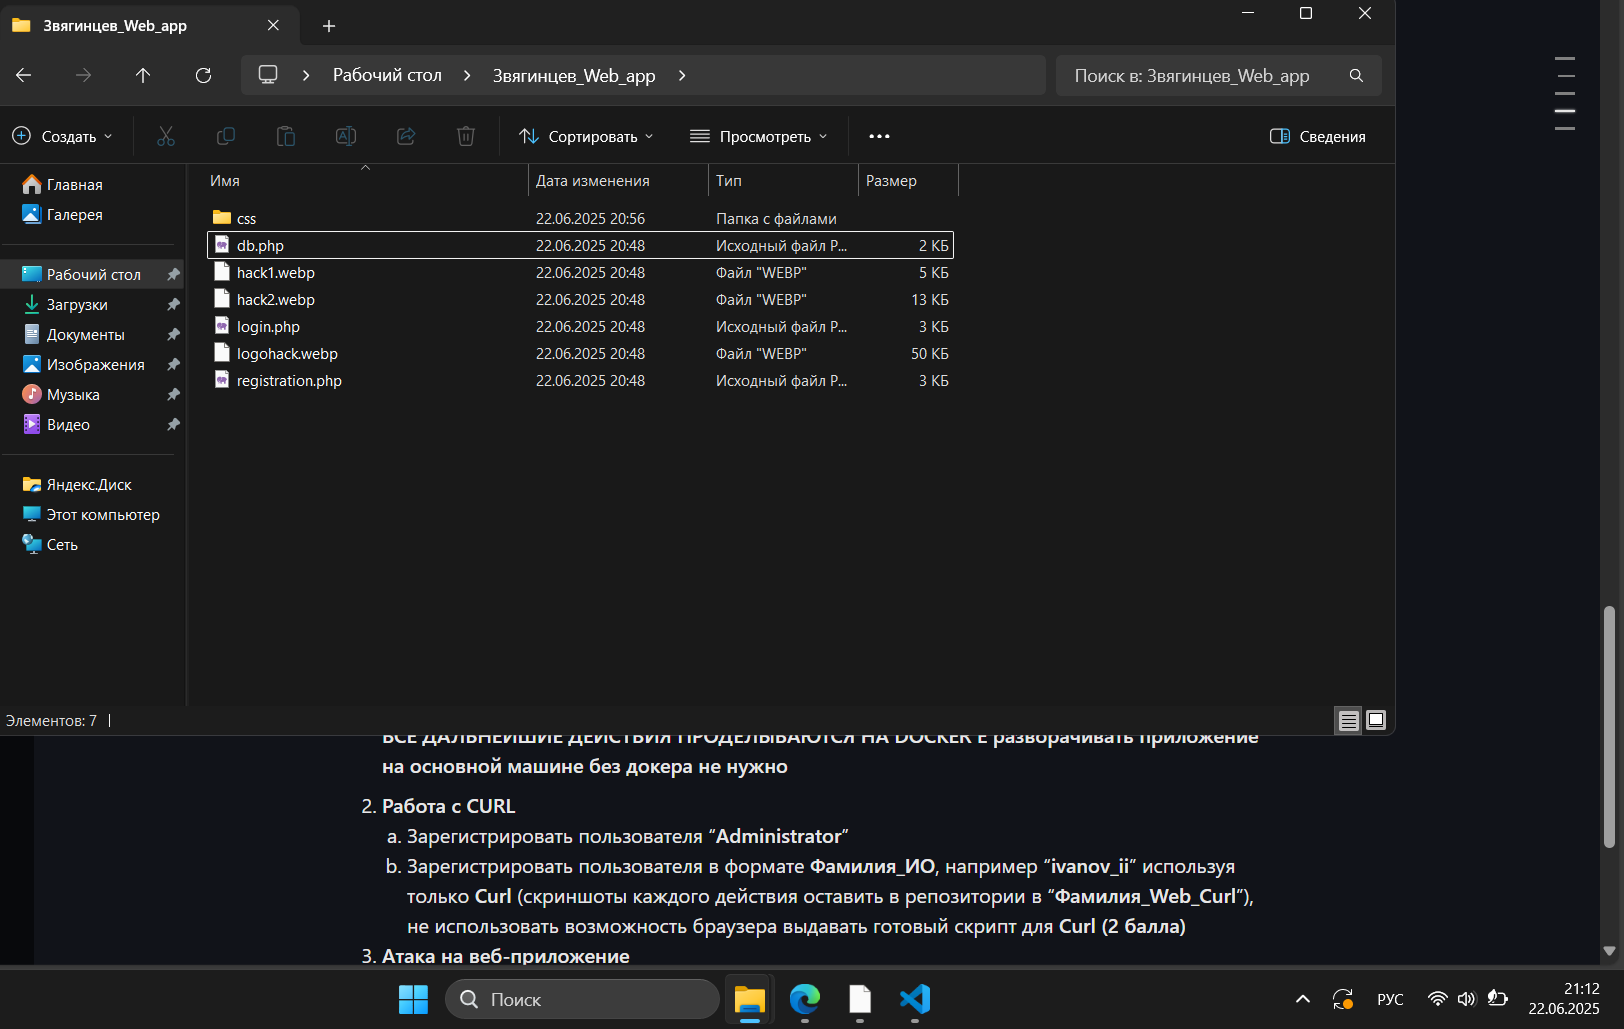 Звягинцев_Web_app
Рабочий стол
Звягинцев_Web_app
Поиск в: Звягинцев_Web_app
Создать
Сортировать
Просмотреть
Сведения
Главная
Галерея
Рабочий стол
Загрузки
Документы
Изображения
Музыка
Видео
Яндекс.Диск
Этот компьютер
Сеть
Имя Дата изменения Тип Размер
css 22.06.2025 20:56 Папка с файлами
db.php 22.06.2025 20:48 Исходный файл P... 2 КБ
hack1.webp 22.06.2025 20:48 Файл "WEBP" 5 КБ
hack2.webp 22.06.2025 20:48 Файл "WEBP" 13 КБ
login.php 22.06.2025 20:48 Исходный файл P... 3 КБ
logohack.webp 22.06.2025 20:48 Файл "WEBP" 50 КБ
registration.php 22.06.2025 20:48 Исходный файл P... 3 КБ
Элементов: 7
ВСЕ ДАЛЬНЕЙШИЕ ДЕЙСТВИЯ ПРОДЕЛЫВАЮТСЯ НА DOCKER Е разворачивать приложение
на основной машине без докера не нужно
2. Работа с CURL
a. Зарегистрировать пользователя “Administrator”
b. Зарегистрировать пользователя в формате Фамилия_ИО, например “ivanov_ii” используя
только Curl (скриншоты каждого действия оставить в репозитории в “Фамилия_Web_Curl”),
не использовать возможность браузера выдавать готовый скрипт для Curl (2 балла)
3. Атака на веб-приложение
Поиск
РУС
21:12
22.06.2025